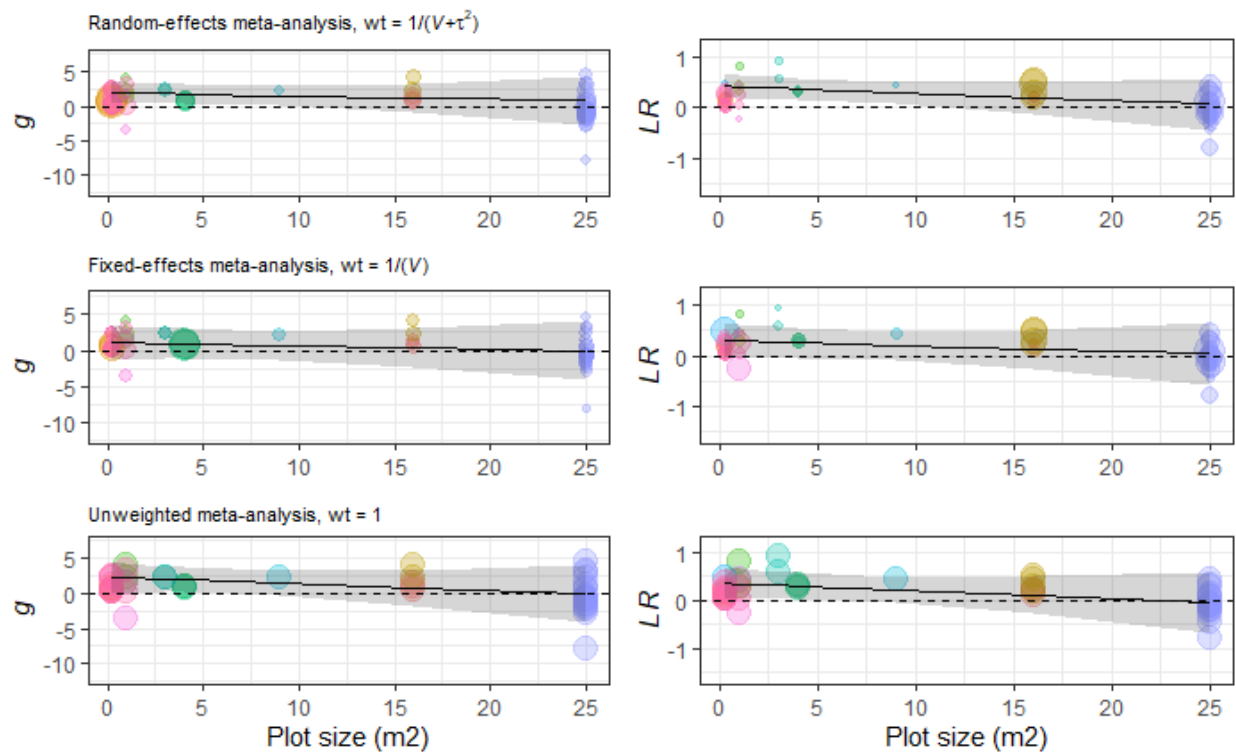 Random-effects meta-analysis, wt = 1/(V+τ²)
g
5
0
-5
-10
0 5 10 15 20 25
LR
1
0
-1
0 5 10 15 20 25
Fixed-effects meta-analysis, wt = 1/(V)
g
5
0
-5
-10
0 5 10 15 20 25
LR
1
0
-1
0 5 10 15 20 25
Unweighted meta-analysis, wt = 1
g
5
0
-5
-10
0 5 10 15 20 25
Plot size (m2)
LR
1
0
-1
0 5 10 15 20 25
Plot size (m2)